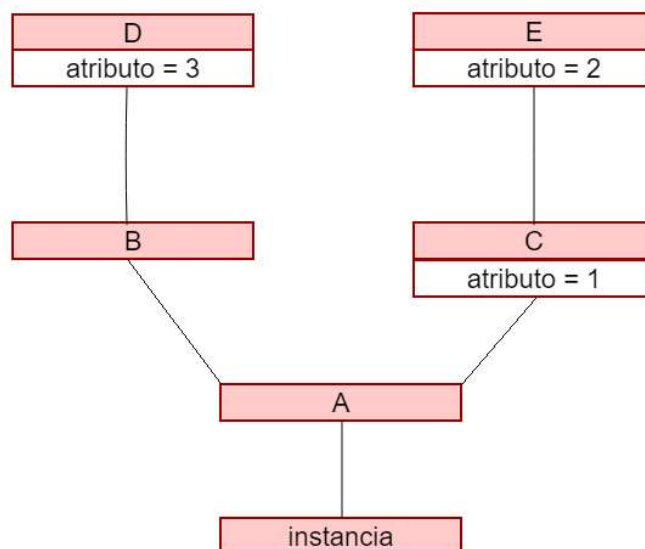 D
atributo = 3
E
atributo = 2
B
C
atributo = 1
A
instancia